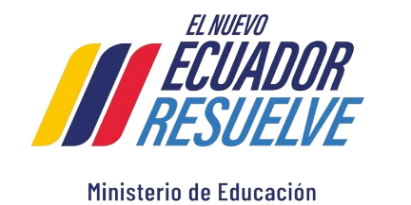 EL NUEVO
ECUADOR
RESUELVE
Ministerio de Educación